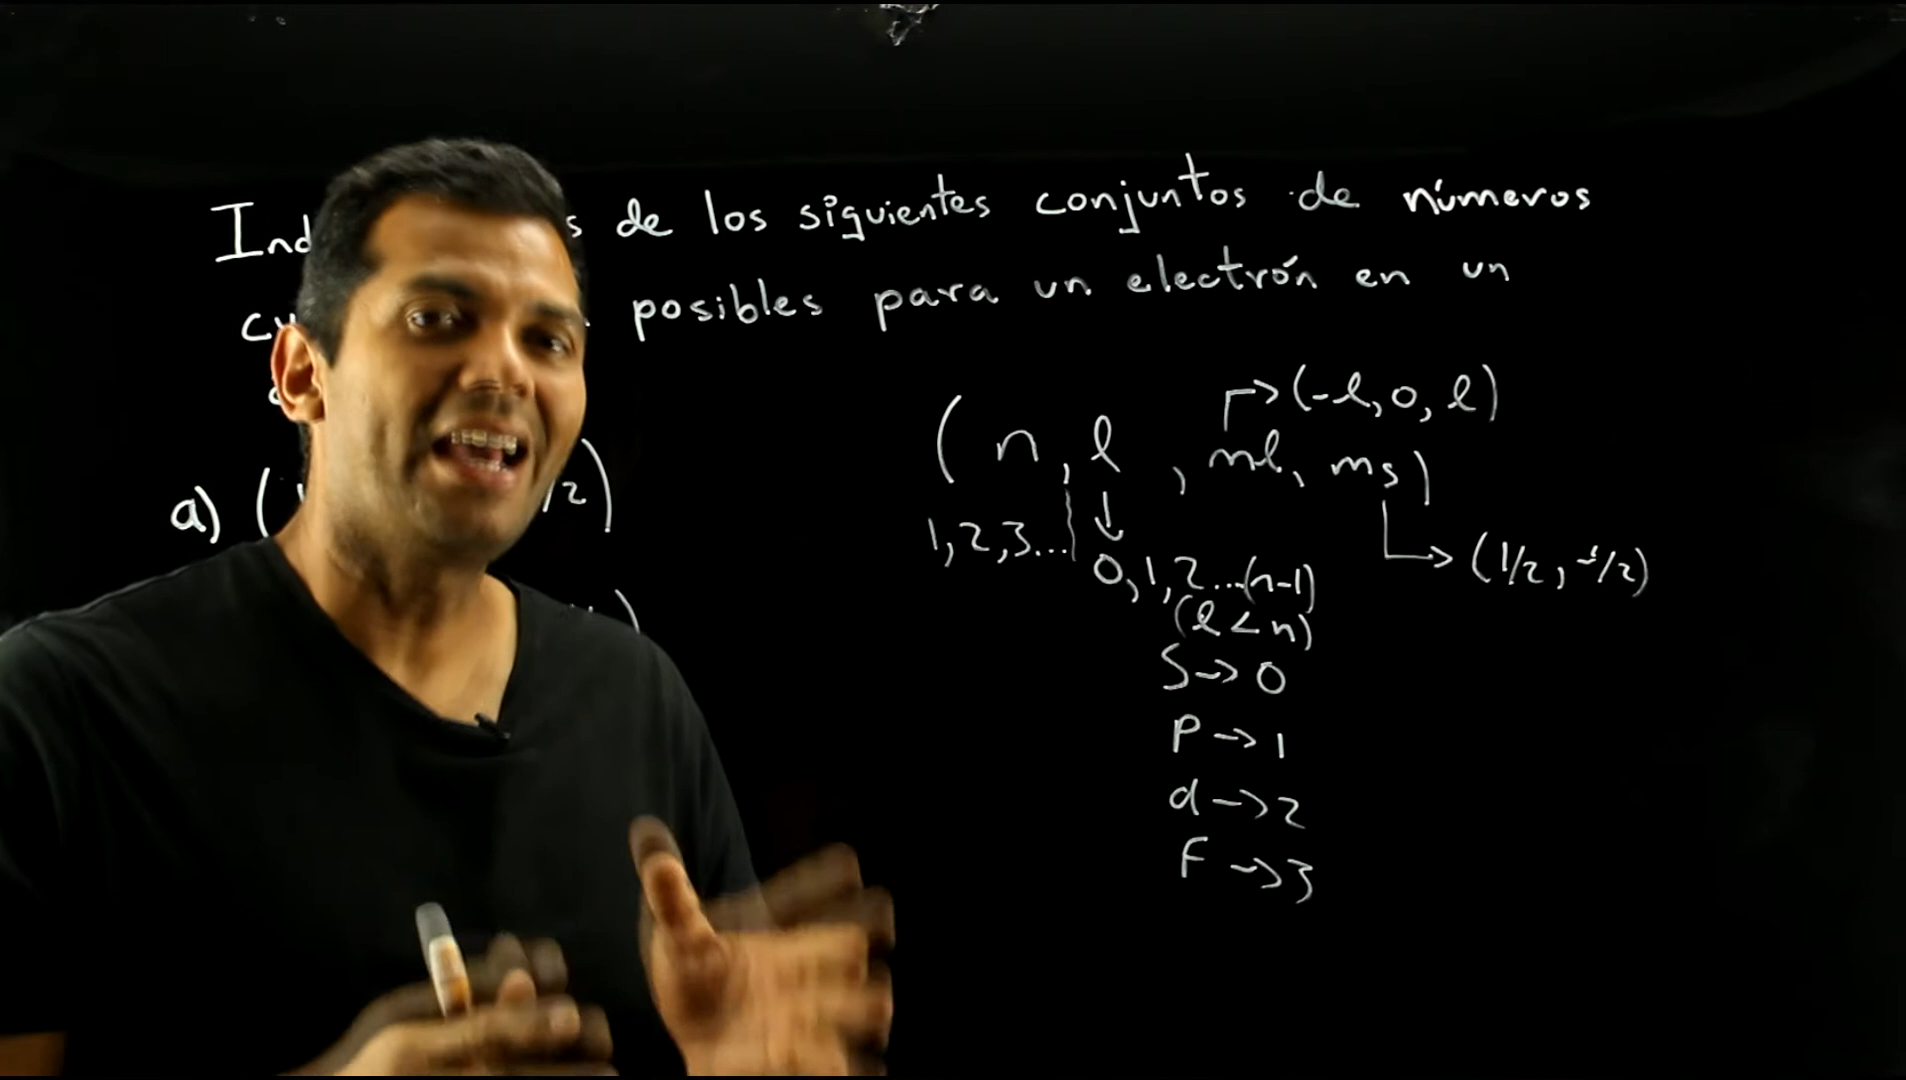 de los siguientes conjuntos de números
posibles para un electrón en un
(n, l, ml, ms)
→ (-l, 0, l)
1, 2, 3...
↓
0, 1, 2...(n-1)
→ (1/2, -1/2)
(l < n)
S → 0
P → 1
d → 2
F → 3
a) (